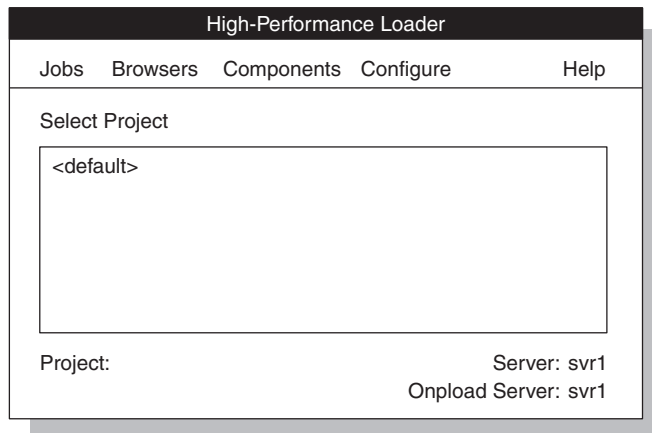 High-Performance Loader
Jobs Browsers Components Configure Help
Select Project
<default>
Project: Server: svr1
Onpload Server: svr1